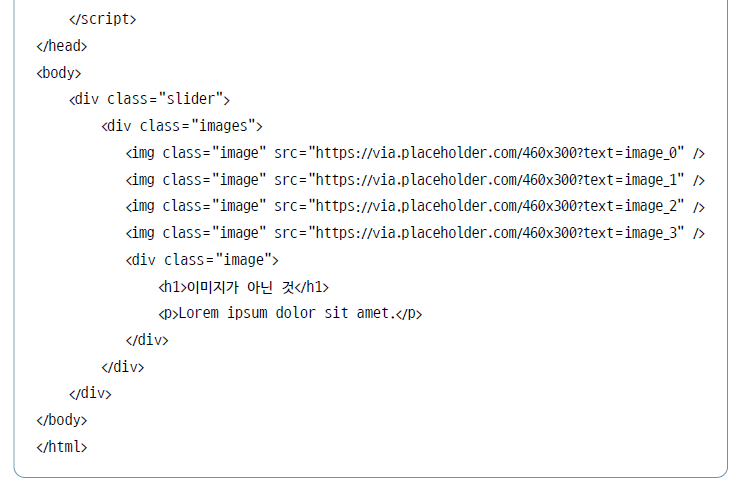 </script>
</head>
<body>
<div class="slider">
<div class="images">
<img class="image" src="https://via.placeholder.com/460x300?text=image_0" />
<img class="image" src="https://via.placeholder.com/460x300?text=image_1" />
<img class="image" src="https://via.placeholder.com/460x300?text=image_2" />
<img class="image" src="https://via.placeholder.com/460x300?text=image_3" />
<div class="image">
<h1>이미지가 아닌 것</h1>
<p>Lorem ipsum dolor sit amet.</p>
</div>
</div>
</div>
</body>
</html>